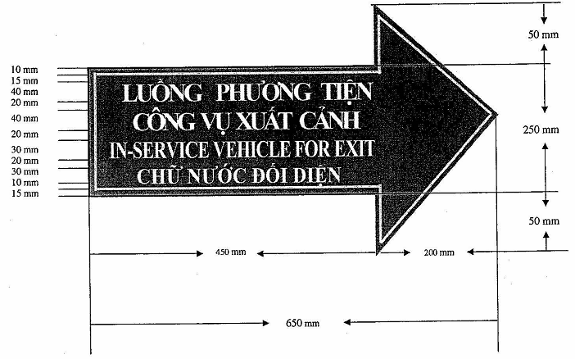 50 mm
10 mm
15 mm
40 mm
20 mm
40 mm
20 mm
30 mm
20 mm
30 mm
10 mm
15 mm
LUỒNG PHƯƠNG TIỆN
CÔNG VỤ XUẤT CẢNH
IN-SERVICE VEHICLE FOR EXIT
CHỮ NƯỚC ĐỐI DIỆN
250 mm
50 mm
450 mm
200 mm
650 mm